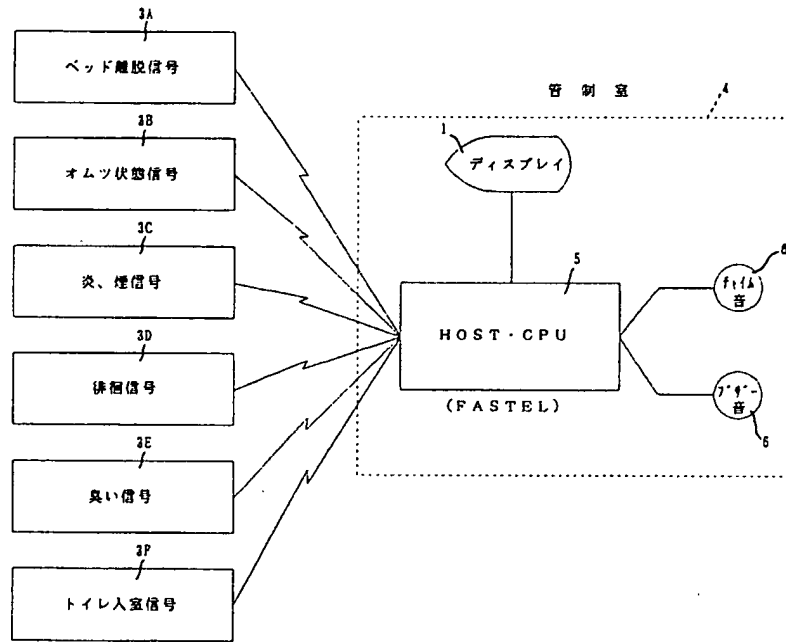 3A
ベッド離脱信号
3B
オムツ状態信号
3C
炎、煙信号
3D
徘徊信号
3E
臭い信号
3F
トイレ入室信号
管制室
4
1
ディスプレイ
5
HOST・CPU
(FASTEL)
6
ﾁｬｲﾑ
音
ﾌﾞｻﾞｰ
音
6